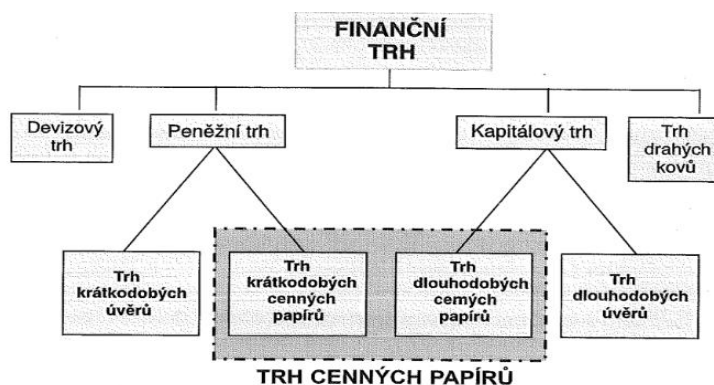 FINANČNÍ
TRH
Devizový
trh
Peněžní trh
Kapitálový trh
Trh
drahých
kovů
Trh
krátkodobých
úvěrů
Trh
krátkodobých
cenných
papírů
Trh
dlouhodobých
cemých
papírů
Trh
dlouhodobých
úvěrů
TRH CENNÝCH PAPÍRŮ